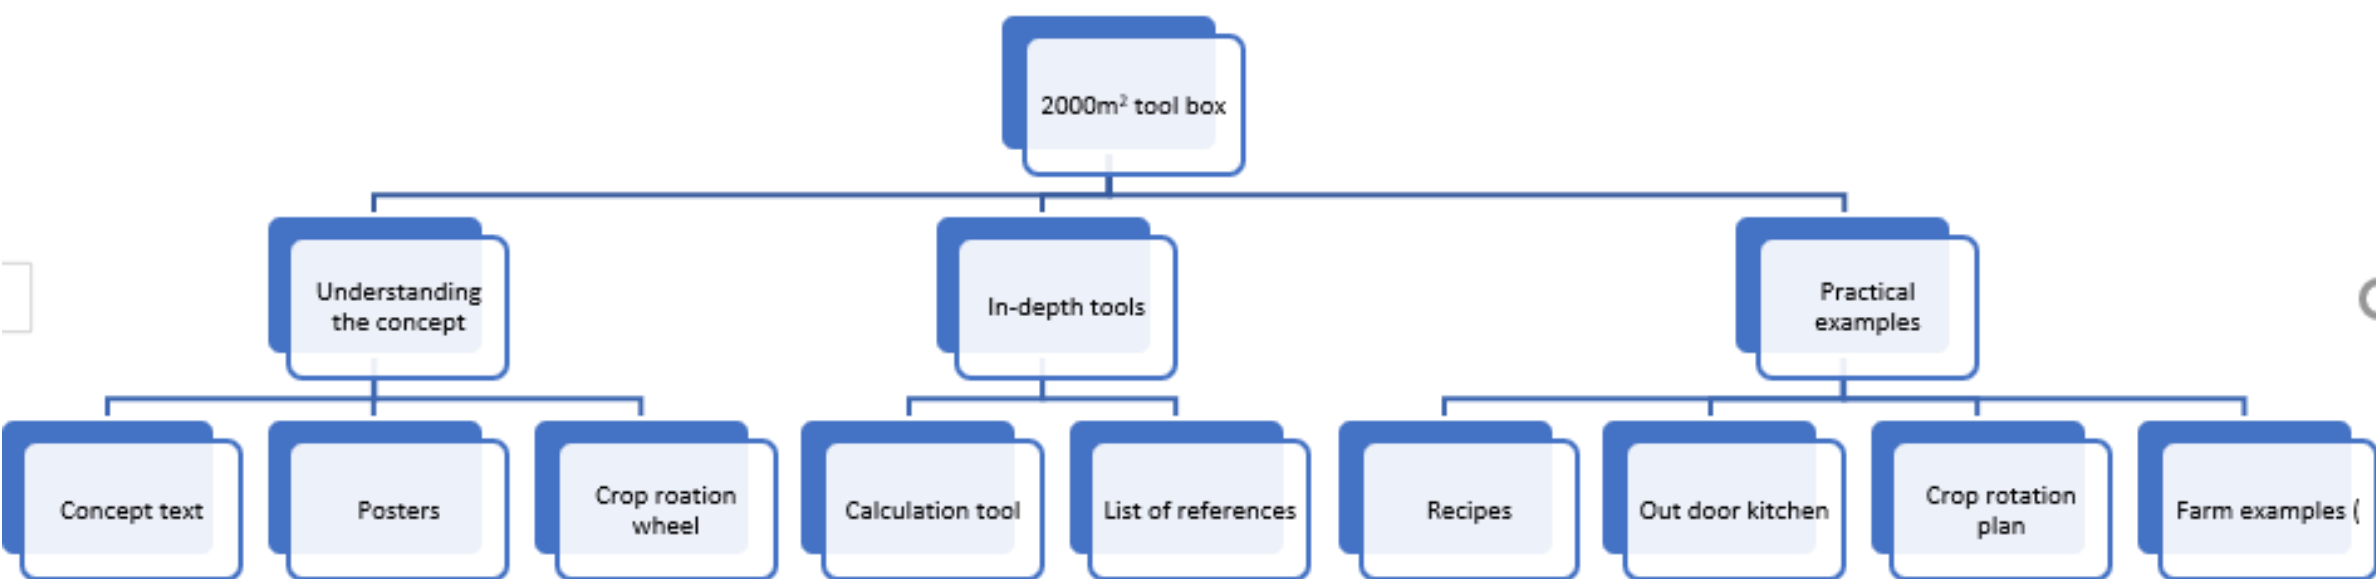 2000m² tool box
Understanding
the concept
In-depth tools
Practical
examples
Concept text
Posters
Crop roation
wheel
Calculation tool
List of references
Recipes
Out door kitchen
Crop rotation
plan
Farm examples (